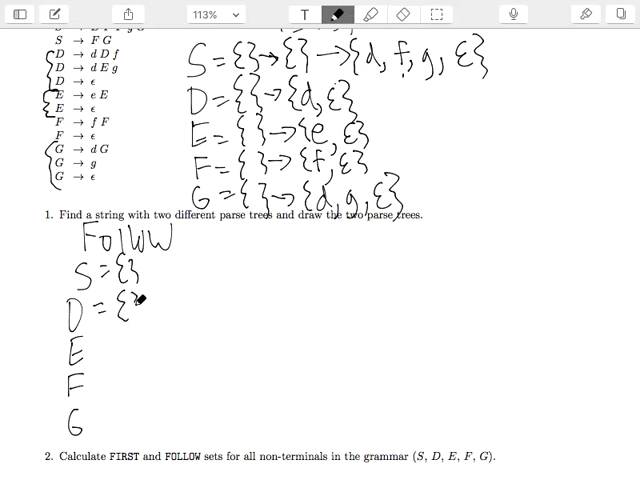 113%
T
S → F G
D → d D f
D → d E g
D → ϵ
E → e E
E → ϵ
F → f F
F → ϵ
G → d G
G → g
G → ϵ
S = {} → {} → {d, f, g, ε}
D = {} → {d, ε}
E = {} → {e, ε}
F = {} → {f, ε}
G = {} → {d, g, ε}
1. Find a string with two different parse trees and draw the two parse trees.
Follow
S = {}
D = {}
E
F
G
2. Calculate FIRST and FOLLOW sets for all non-terminals in the grammar (S, D, E, F, G).